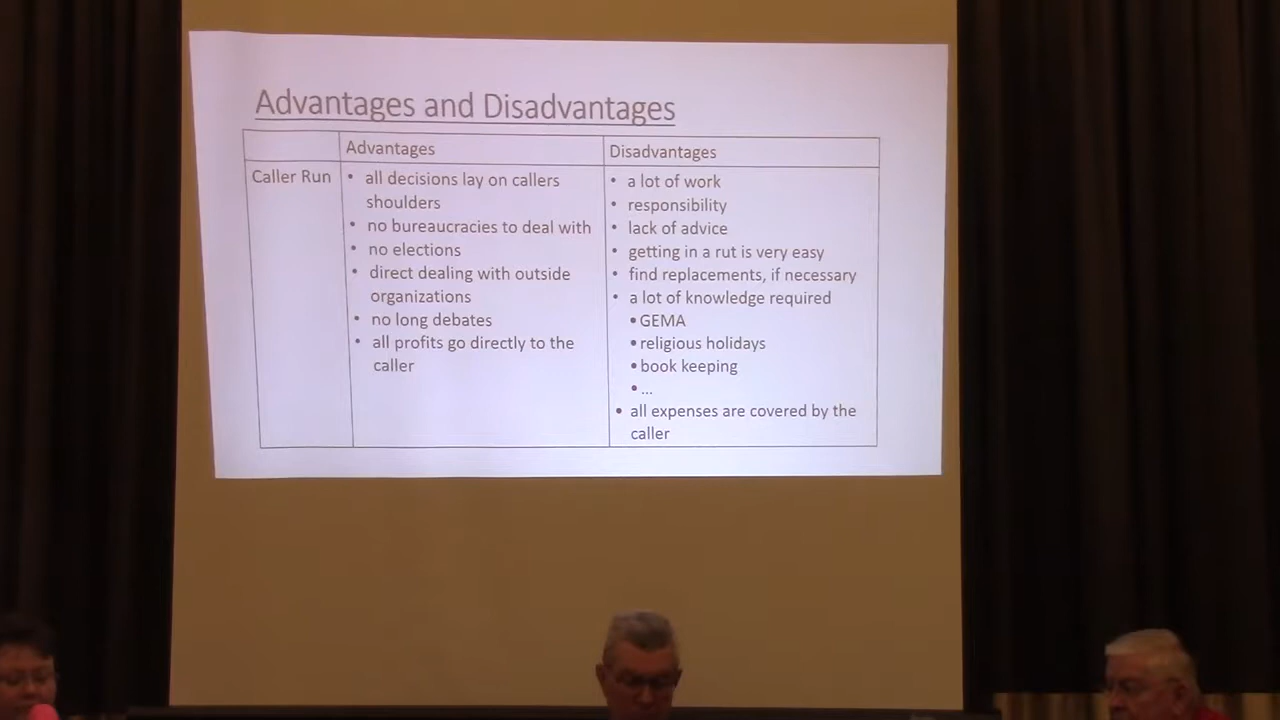 Advantages and Disadvantages
Advantages
Disadvantages
Caller Run
• all decisions lay on callers
shoulders
• no bureaucracies to deal with
• no elections
• direct dealing with outside
organizations
• no long debates
• all profits go directly to the
caller
• a lot of work
• responsibility
• lack of advice
• getting in a rut is very easy
• find replacements, if necessary
• a lot of knowledge required
• GEMA
• religious holidays
• book keeping
• ...
• all expenses are covered by the
caller